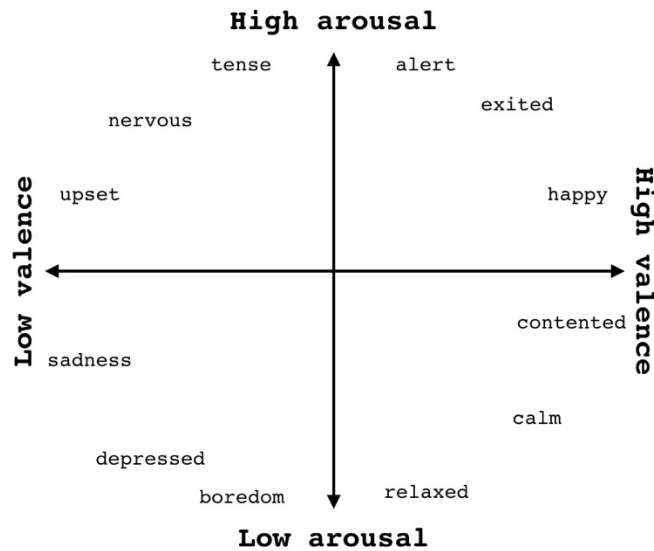 High arousal
tense
alert
exited
nervous
upset
happy
Low valence
High valence
contented
sadness
calm
depressed
relaxed
boredom
Low arousal